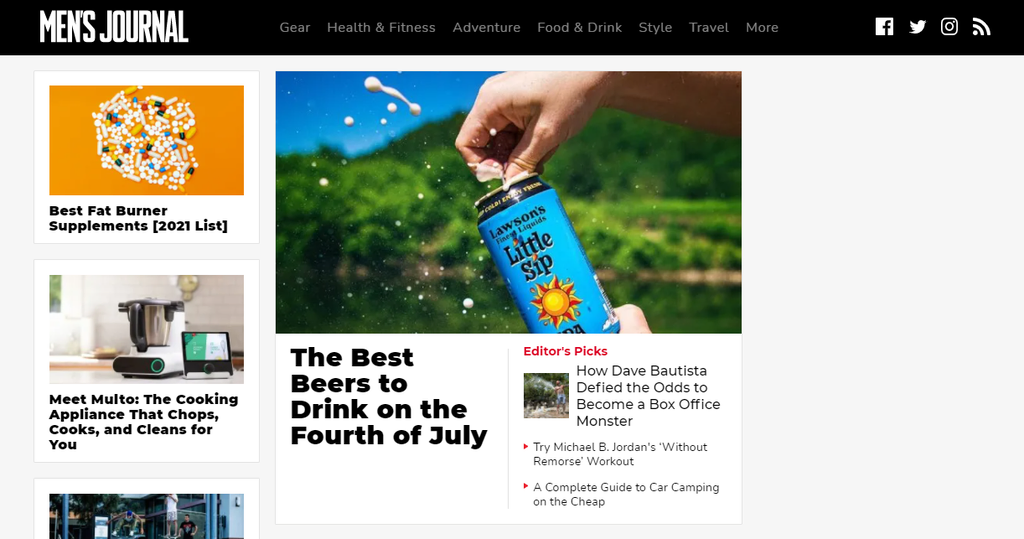 MEN'S JOURNAL
Gear Health & Fitness Adventure Food & Drink Style Travel More
Best Fat Burner
Supplements [2021 List]
Meet Multo: The Cooking
Appliance That Chops,
Cooks, and Cleans for
You
LAWSON'S
Finest Liquids
Little
Sip
The Best
Beers to
Drink on the
Fourth of July
Editor's Picks
How Dave Bautista
Defied the Odds to
Become a Box Office
Monster
Try Michael B. Jordan's ‘Without
Remorse’ Workout
A Complete Guide to Car Camping
on the Cheap